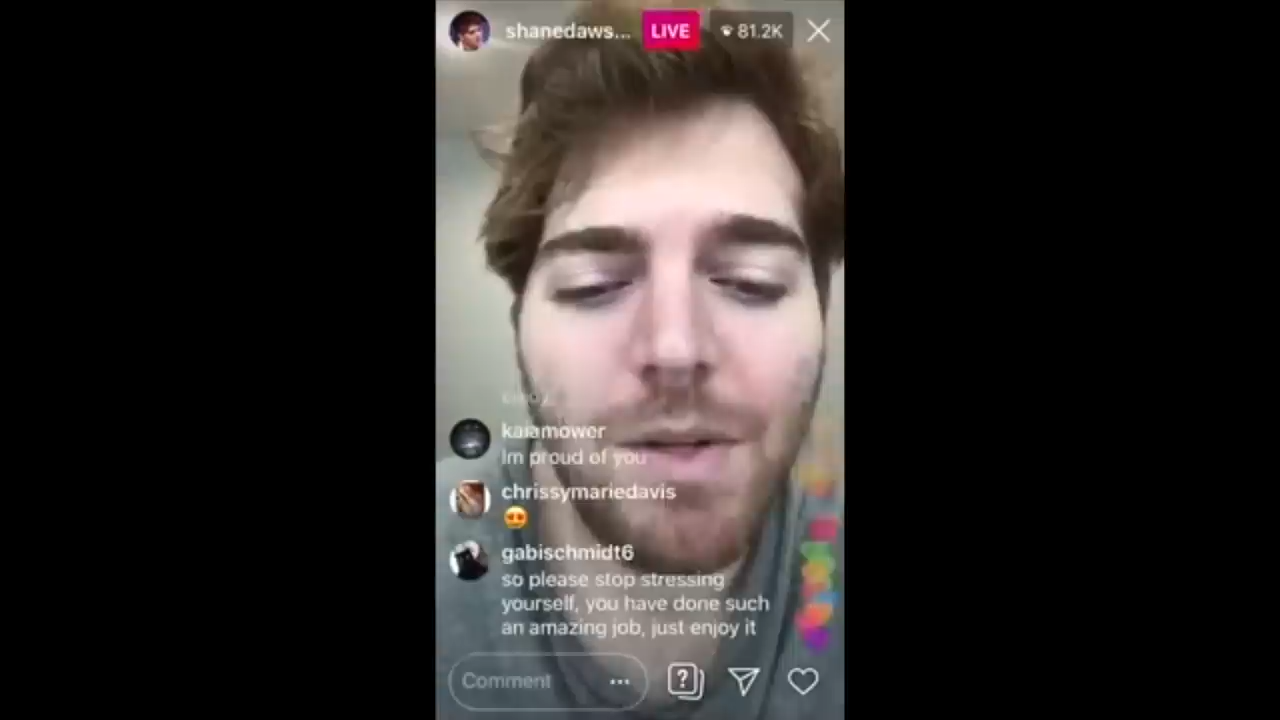 shanedaws...
LIVE
81.2K
kaiamower
Im proud of you
chrissymariedavis
😍
gabischmidt6
so please stop stressing
yourself, you have done such
an amazing job, just enjoy it
Comment